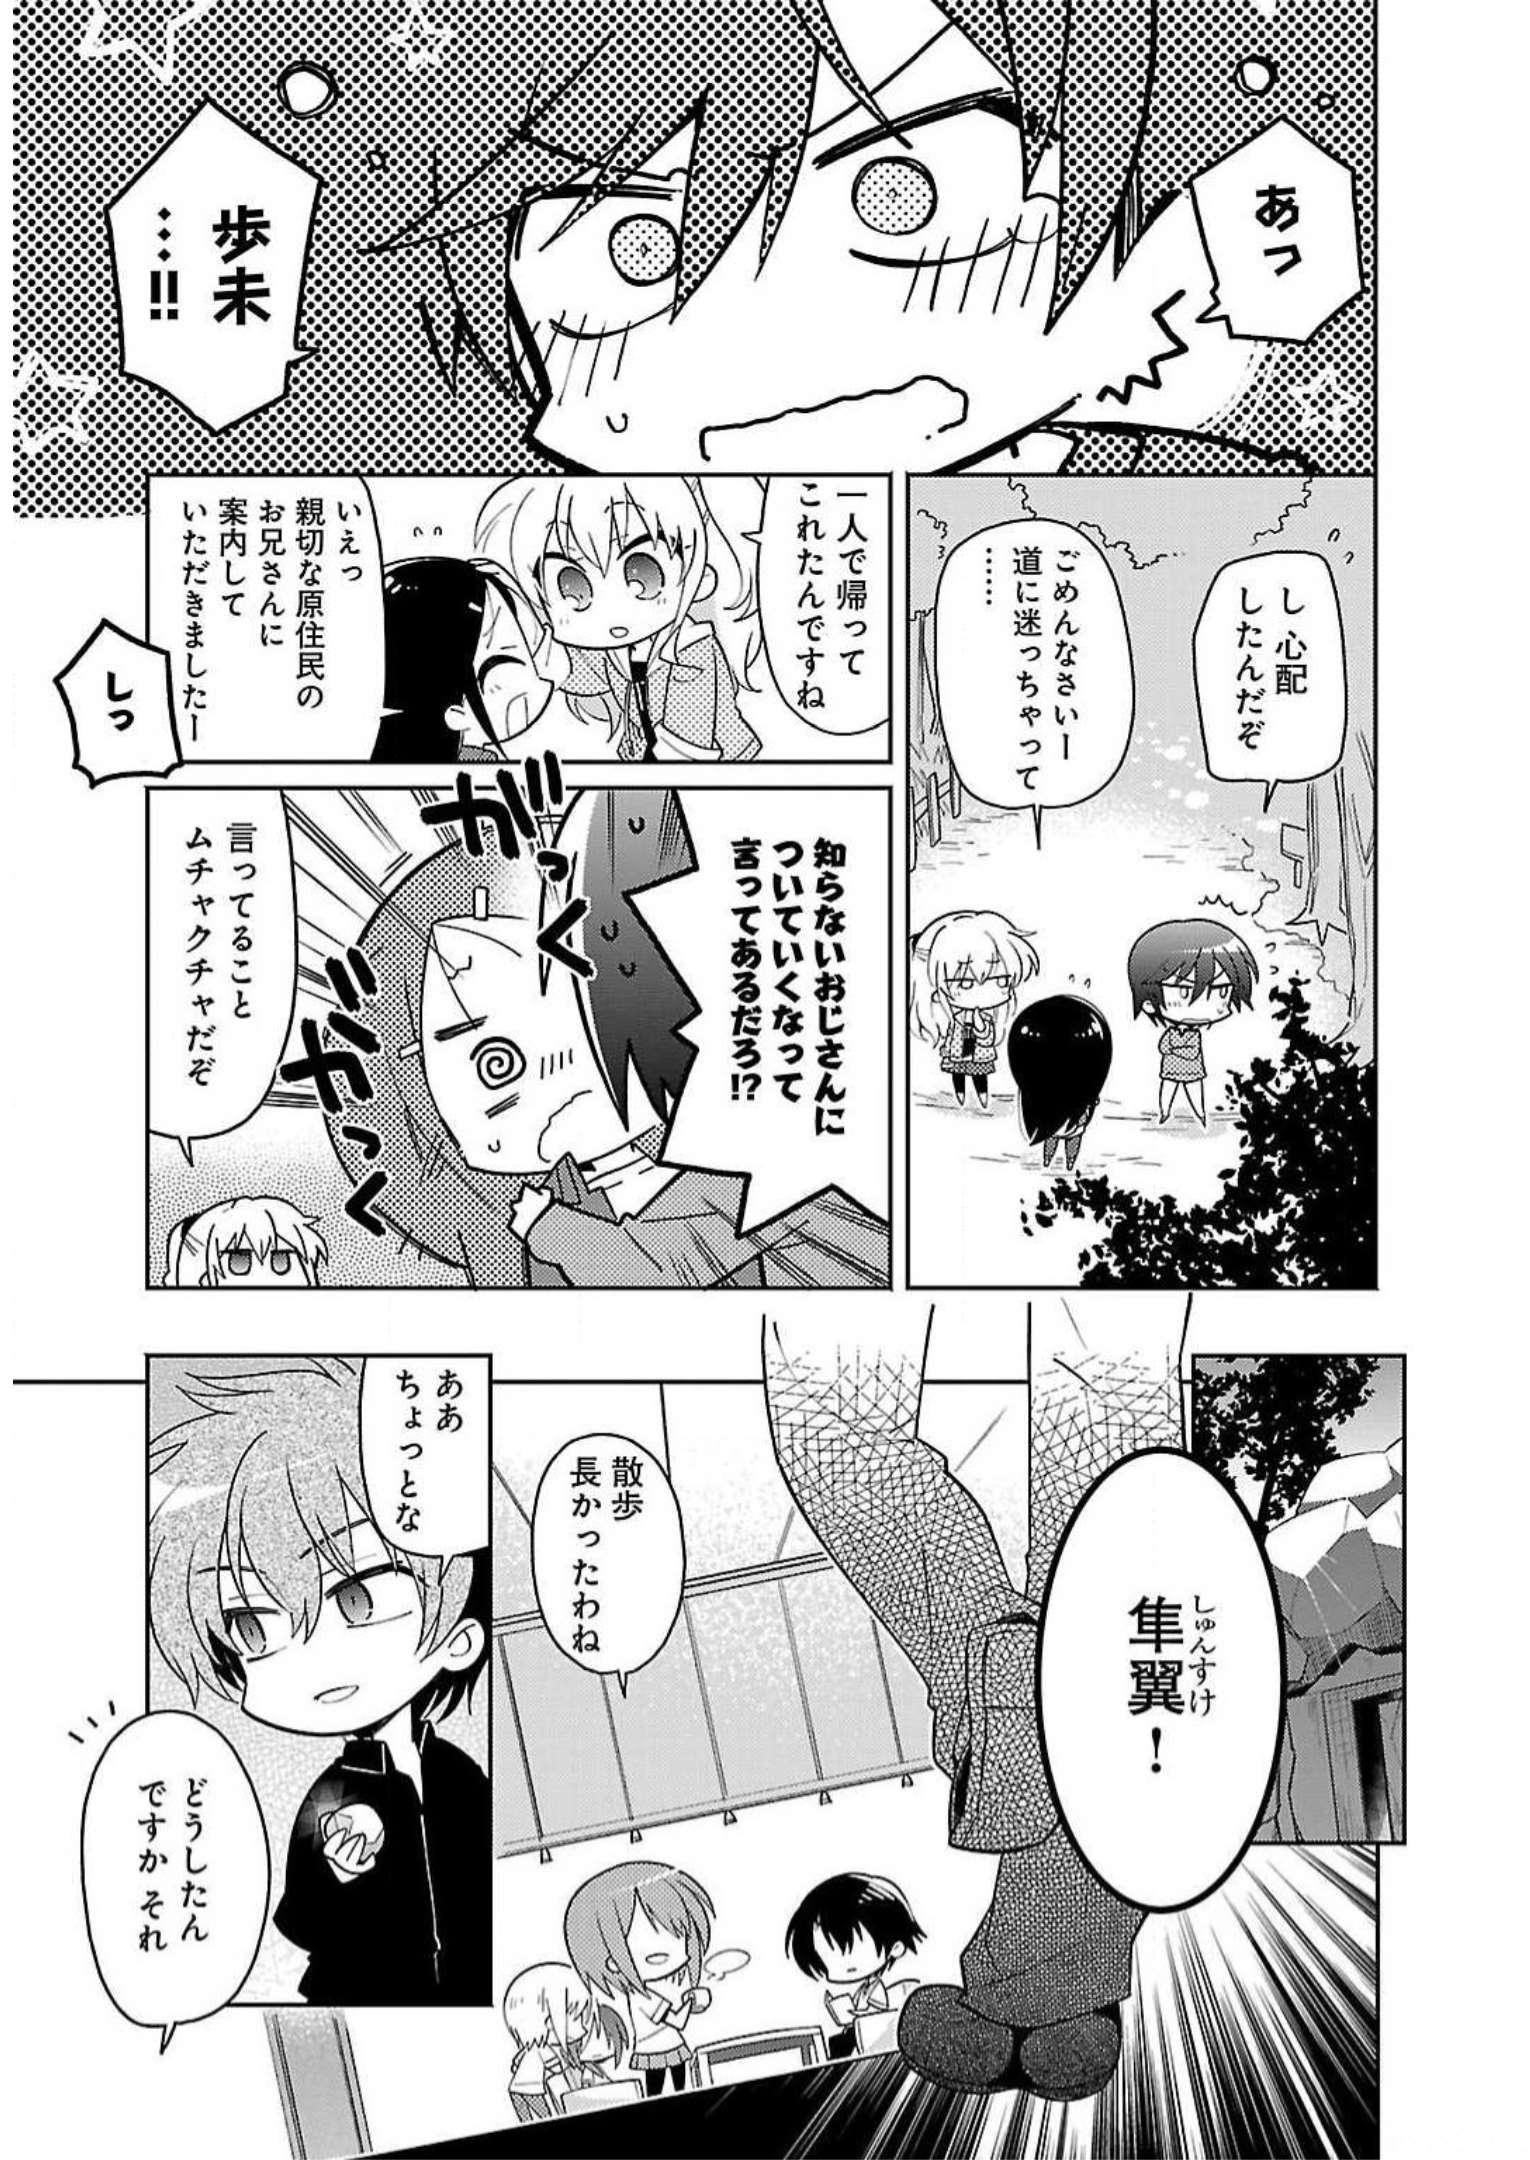 あっ
歩未
…!!
し 心配
したんだぞ
ごめんなさいー
道に迷っちゃって
……
一人で帰って
これたんですね
いえっ
親切な原住民の
お兄さんに
案内して
いただきましたー
しっ
知らないおじさんに
ついていくなって
言ってあるだろ!?
がっく
がっく
言ってること
ムチャクチャだぞ
隼翼！
しゅんすけ
散歩
長かったわね
ああ
ちょっとな
どうしたん
ですか それ